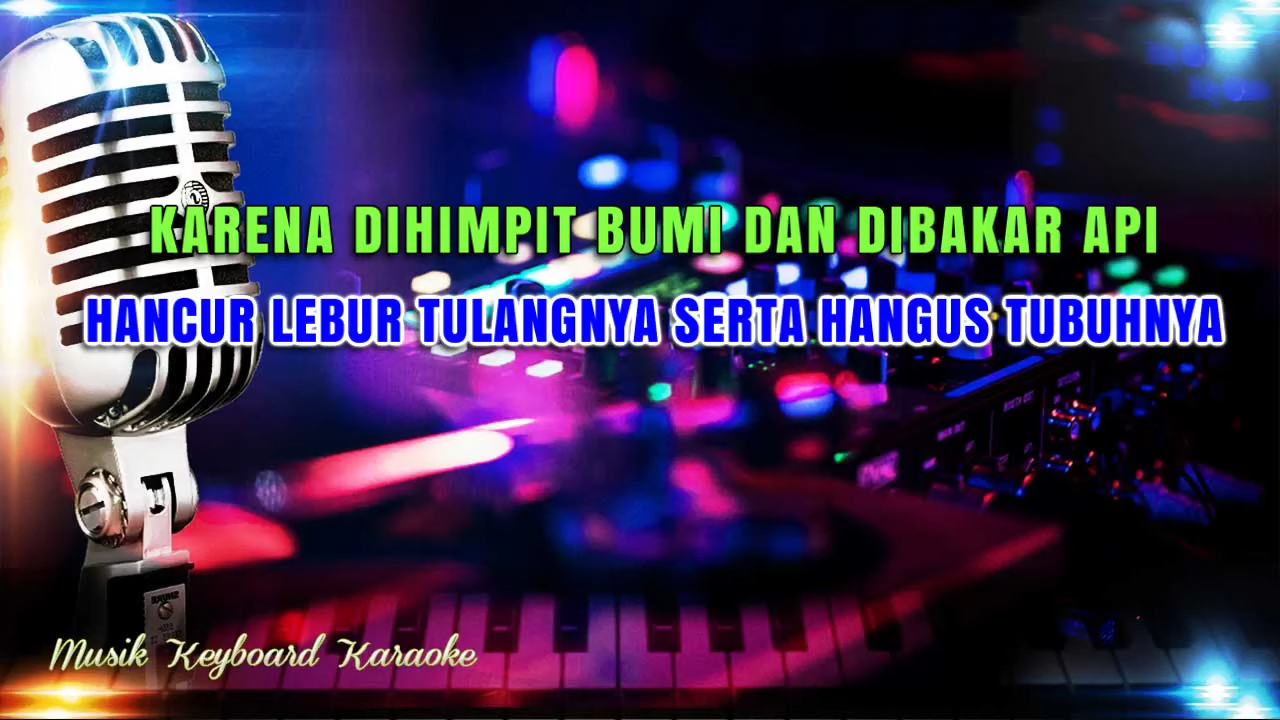 KARENA DIHIMPIT BUMI DAN DIBAKAR API
HANCUR LEBUR TULANGNYA SERTA HANGUS TUBUHNYA
Musik Keyboard Karaoke